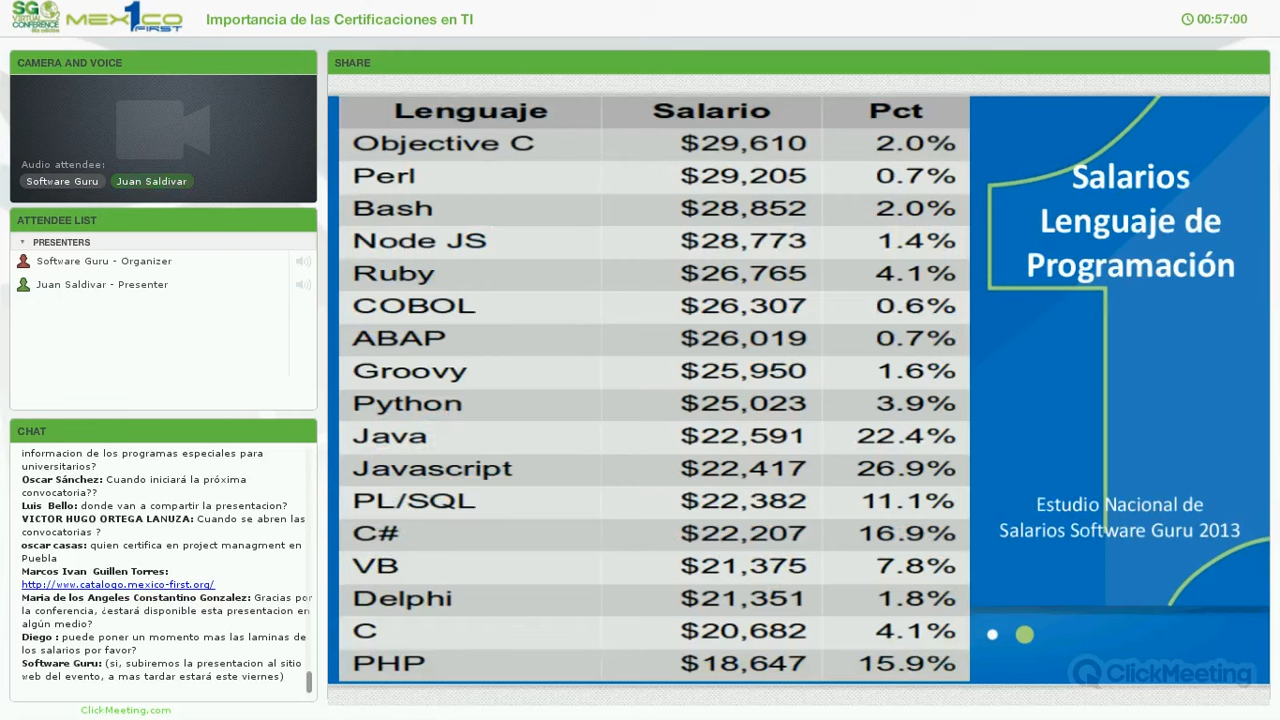 SG
VIRTUAL
CONFERENCE
MEXICO
FIRST
Importancia de las Certificaciones en TI
00:57:00
CAMERA AND VOICE
Audio attendee:
Software Guru Juan Saldivar
ATTENDEE LIST
PRESENTERS
Software Guru - Organizer
Juan Saldivar - Presenter
CHAT
informacion de los programas especiales para
universitarios?
Oscar Sánchez: Cuando iniciará la próxima
convocatoria??
Luis Bello: donde van a compartir la presentacion?
VICTOR HUGO ORTEGA LANUZA: Cuando se abren las
convocatorias ?
oscar casas: quien certifica en project managment en
Puebla
Marcos Ivan Guillen Torres:
http://www.catalogo.mexico-first.org/
Maria de los Angeles Constantino Gonzalez: Gracias por
la conferencia, ¿estará disponible esta presentacion en
algún medio?
Diego : puede poner un momento mas las laminas de
los salarios por favor?
Software Guru: (si, subiremos la presentacion al sitio
web del evento, a mas tardar estará este viernes)
ClickMeeting.com
SHARE
Lenguaje Salario Pct
Objective C $29,610 2.0%
Perl $29,205 0.7%
Bash $28,852 2.0%
Node JS $28,773 1.4%
Ruby $26,765 4.1%
COBOL $26,307 0.6%
ABAP $26,019 0.7%
Groovy $25,950 1.6%
Python $25,023 3.9%
Java $22,591 22.4%
Javascript $22,417 26.9%
PL/SQL $22,382 11.1%
C# $22,207 16.9%
VB $21,375 7.8%
Delphi $21,351 1.8%
C $20,682 4.1%
PHP $18,647 15.9%
Salarios
Lenguaje de
Programación
Estudio Nacional de
Salarios Software Guru 2013
ClickMeeting